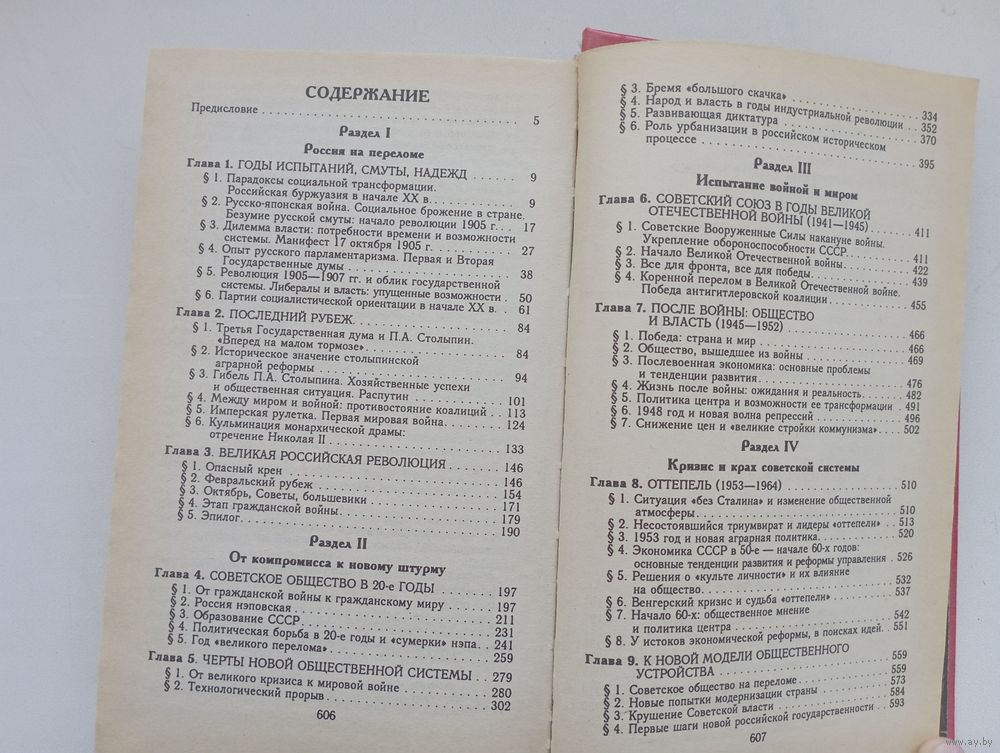 СОДЕРЖАНИЕ
Предисловие . . . 5
Раздел I
Россия на переломе
Глава 1. ГОДЫ ИСПЫТАНИЙ, СМУТЫ, НАДЕЖД . . . 9
§ 1. Парадоксы социальной трансформации.
Российская буржуазия в начале XX в. . . . 9
§ 2. Русско-японская война. Социальное брожение в стране.
Безумие русской смуты: начало революции 1905 г. . . . 17
§ 3. Дилемма власти: потребности времени и возможности
системы. Манифест 17 октября 1905 г. . . . 27
§ 4. Опыт русского парламентаризма. Первая и Вторая
Государственные думы . . . 38
§ 5. Революция 1905—1907 гг. и облик государственной
системы. Либералы и власть: упущенные возможности . 50
§ 6. Партии социалистической ориентации в начале XX в. . 61
Глава 2. ПОСЛЕДНИЙ РУБЕЖ . . . 84
§ 1. Третья Государственная дума и П.А. Столыпин.
«Вперед на малом тормозе» . . . 84
§ 2. Историческое значение столыпинской
аграрной реформы . . . 94
§ 3. Гибель П.А. Столыпина. Хозяйственные успехи
и общественная ситуация. Распутин . . . 101
§ 4. Между миром и войной: противостояние коалиций . . 113
§ 5. Имперская рулетка. Первая мировая война . . . 124
§ 6. Кульминация монархической драмы:
отречение Николая II . . . 133
Глава 3. ВЕЛИКАЯ РОССИЙСКАЯ РЕВОЛЮЦИЯ . . . 146
§ 1. Опасный крен . . . 146
§ 2. Февральский рубеж . . . 154
§ 3. Октябрь, Советы, большевики . . . 171
§ 4. Этап гражданской войны . . . 179
§ 5. Эпилог . . . 190
Раздел II
От компромисса к новому штурму
Глава 4. СОВЕТСКОЕ ОБЩЕСТВО В 20-е ГОДЫ . . . 197
§ 1. От гражданской войны к гражданскому миру . . . 197
§ 2. Россия нэповская . . . 211
§ 3. Образование СССР . . . 231
§ 4. Политическая борьба в 20-е годы и «сумерки» нэпа . . 241
§ 5. Год «великого перелома» . . . 259
Глава 5. ЧЕРТЫ НОВОЙ ОБЩЕСТВЕННОЙ СИСТЕМЫ . . . 279
§ 1. От великого кризиса к мировой войне . . . 280
§ 2. Технологический прорыв . . . 302
606
§ 3. Бремя «большого скачка» . . . 334
§ 4. Народ и власть в годы индустриальной революции . . 352
§ 5. Развивающая диктатура . . . 370
§ 6. Роль урбанизации в российском историческом
процессе . . . 395
Раздел III
Испытание войной и миром
Глава 6. СОВЕТСКИЙ СОЮЗ В ГОДЫ ВЕЛИКОЙ
ОТЕЧЕСТВЕННОЙ ВОЙНЫ (1941—1945) . . . 411
§ 1. Советские Вооруженные Силы накануне войны.
Укрепление обороноспособности СССР . . . 411
§ 2. Начало Великой Отечественной войны . . . 422
§ 3. Все для фронта, все для победы . . . 439
§ 4. Коренной перелом в Великой Отечественной войне.
Победа антигитлеровской коалиции . . . 455
Глава 7. ПОСЛЕ ВОЙНЫ: ОБЩЕСТВО
И ВЛАСТЬ (1945—1952) . . . 466
§ 1. Победа: страна и мир . . . 466
§ 2. Общество, вышедшее из войны . . . 469
§ 3. Послевоенная экономика: основные проблемы
и тенденции развития . . . 476
§ 4. Жизнь после войны: ожидания и реальность . . . 482
§ 5. Политика центра и возможности ее трансформации . 491
§ 6. 1948 год и новая волна репрессий . . . 496
§ 7. Снижение цен и «великие стройки коммунизма» . . . 502
Раздел IV
Кризис и крах советской системы
Глава 8. ОТТЕПЕЛЬ (1953—1964) . . . 510
§ 1. Ситуация «без Сталина» и изменение общественной
атмосферы . . . 510
§ 2. Несостоявшийся триумвират и лидеры «оттепели» . . 513
§ 3. 1953 год и новая аграрная политика . . . 520
§ 4. Экономика СССР в 50-е — начале 60-х годов:
основные тенденции развития и реформы управления . 526
§ 5. Решения о «культе личности» и их влияние
на общество . . . 532
§ 6. Венгерский кризис и судьба «оттепели» . . . 537
§ 7. Начало 60-х: общественное мнение
и политика центра . . . 542
§ 8. У истоков экономической реформы, в поисках идей . . 551
Глава 9. К НОВОЙ МОДЕЛИ ОБЩЕСТВЕННОГО
УСТРОЙСТВА . . . 559
§ 1. Советское общество на переломе . . . 559
§ 2. Новые попытки модернизации страны . . . 573
§ 3. Крушение Советской власти . . . 584
§ 4. Первые шаги новой российской государственности . . 593
607
www.ay.by